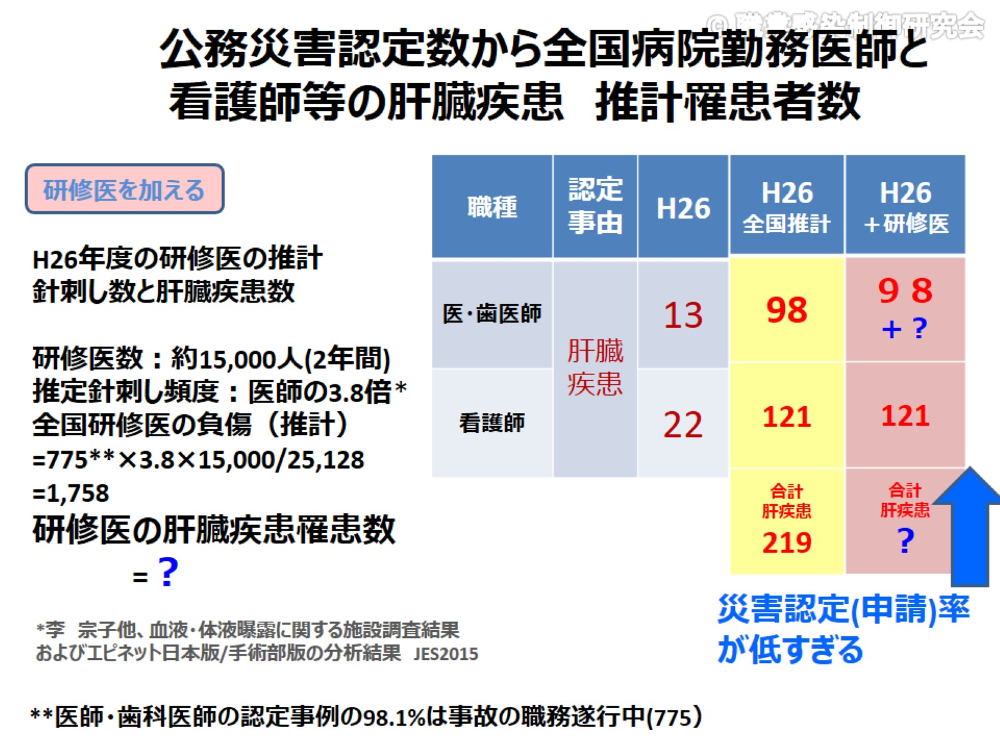 © 職業感染制御研究会
公務災害認定数から全国病院勤務医師と
看護師等の肝臓疾患　推計罹患者数
研修医を加える
H26年度の研修医の推計
針刺し数と肝臓疾患数
研修医数：約15,000人(2年間)
推定針刺し頻度：医師の3.8倍*
全国研修医の負傷（推計）
=775**×3.8×15,000/25,128
=1,758
研修医の肝臓疾患罹患数
= ?
*李　宗子他、血液・体液曝露に関する施設調査結果
およびエピネット日本版/手術部版の分析結果　JES2015
職種
認定
事由
H26
H26
全国推計
H26
＋研修医
医・歯医師
肝臓
疾患
13
98
９８
+ ?
看護師
22
121
121
合計
肝疾患
219
合計
肝疾患
?
災害認定(申請)率
が低すぎる
**医師・歯科医師の認定事例の98.1%は事故の職務遂行中(775）